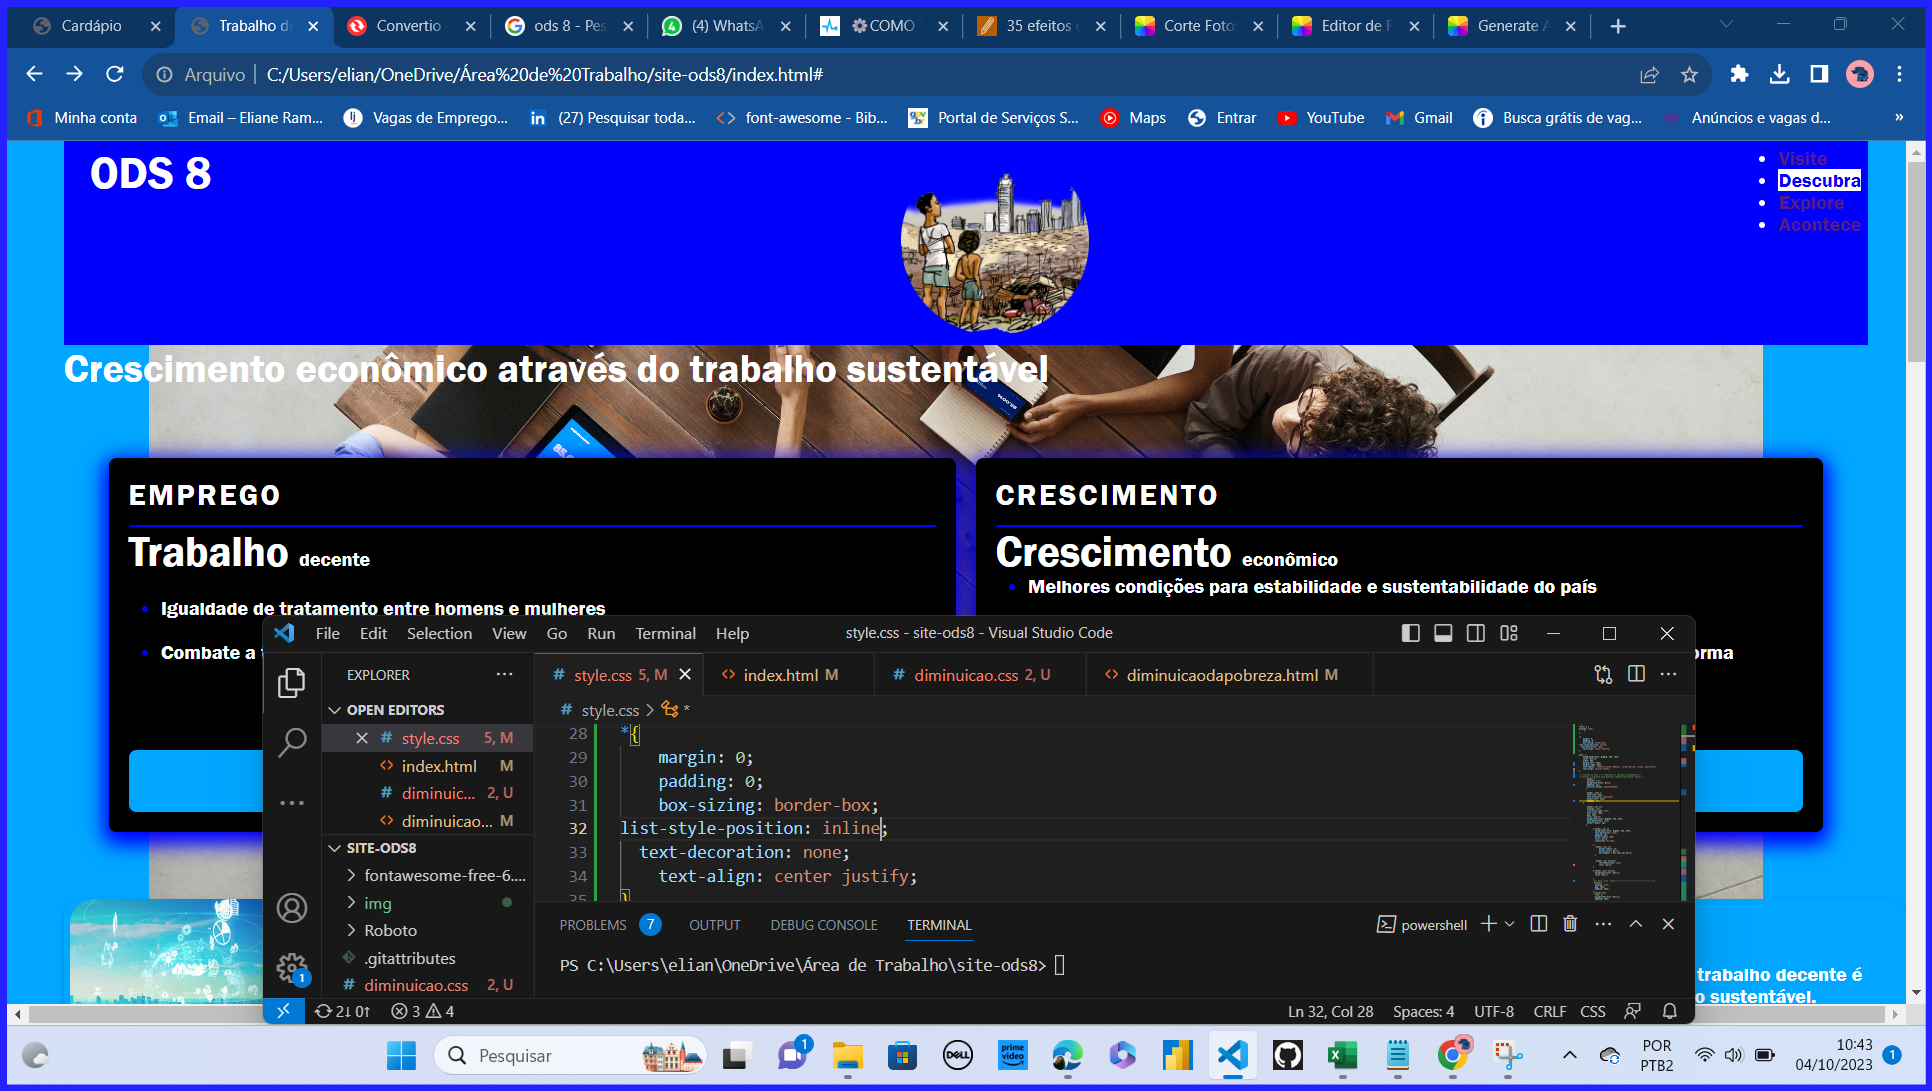 Cardápio
Trabalho de
Convertio -
ods 8 - Pes
(4) WhatsA
COMO
35 efeitos d
Corte Foto
Editor de F
Generate A
Arquivo | C:/Users/elian/OneDrive/Área%20de%20Trabalho/site-ods8/index.html#
Minha conta
Email – Eliane Ram...
Vagas de Emprego...
(27) Pesquisar toda...
font-awesome - Bib...
Portal de Serviços S...
Maps
Entrar
YouTube
Gmail
Busca grátis de vag...
Anúncios e vagas d...
»
ODS 8
Visite
Descubra
Explore
Acontece
Crescimento econômico através do trabalho sustentável
EMPREGO
Trabalho decente
Igualdade de tratamento entre homens e mulheres
Combate a
CRESCIMENTO
Crescimento econômico
Melhores condições para estabilidade e sustentabilidade do país
orma
File Edit Selection View Go Run Terminal Help
style.css - site-ods8 - Visual Studio Code
EXPLORER
OPEN EDITORS
style.css 5, M
index.html M
diminuic... 2, U
diminuicao... M
SITE-ODS8
fontawesome-free-6....
img
Roboto
.gitattributes
diminuicao.css 2, U
style.css 5, M
index.html M
diminuicao.css 2, U
diminuicaodapobreza.html M
style.css > *
28 *{
29 margin: 0;
30 padding: 0;
31 box-sizing: border-box;
32 list-style-position: inline;
33 text-decoration: none;
34 text-align: center justify;
35 }
PROBLEMS 7 OUTPUT DEBUG CONSOLE TERMINAL
powershell
PS C:\Users\elian\OneDrive\Área de Trabalho\site-ods8>
2↓ 0↑ 3 4
Ln 32, Col 28 Spaces: 4 UTF-8 CRLF CSS
1
trabalho decente é
o sustentável.
Pesquisar
1
DELL
prime video
POR
PTB2
10:43
04/10/2023
1